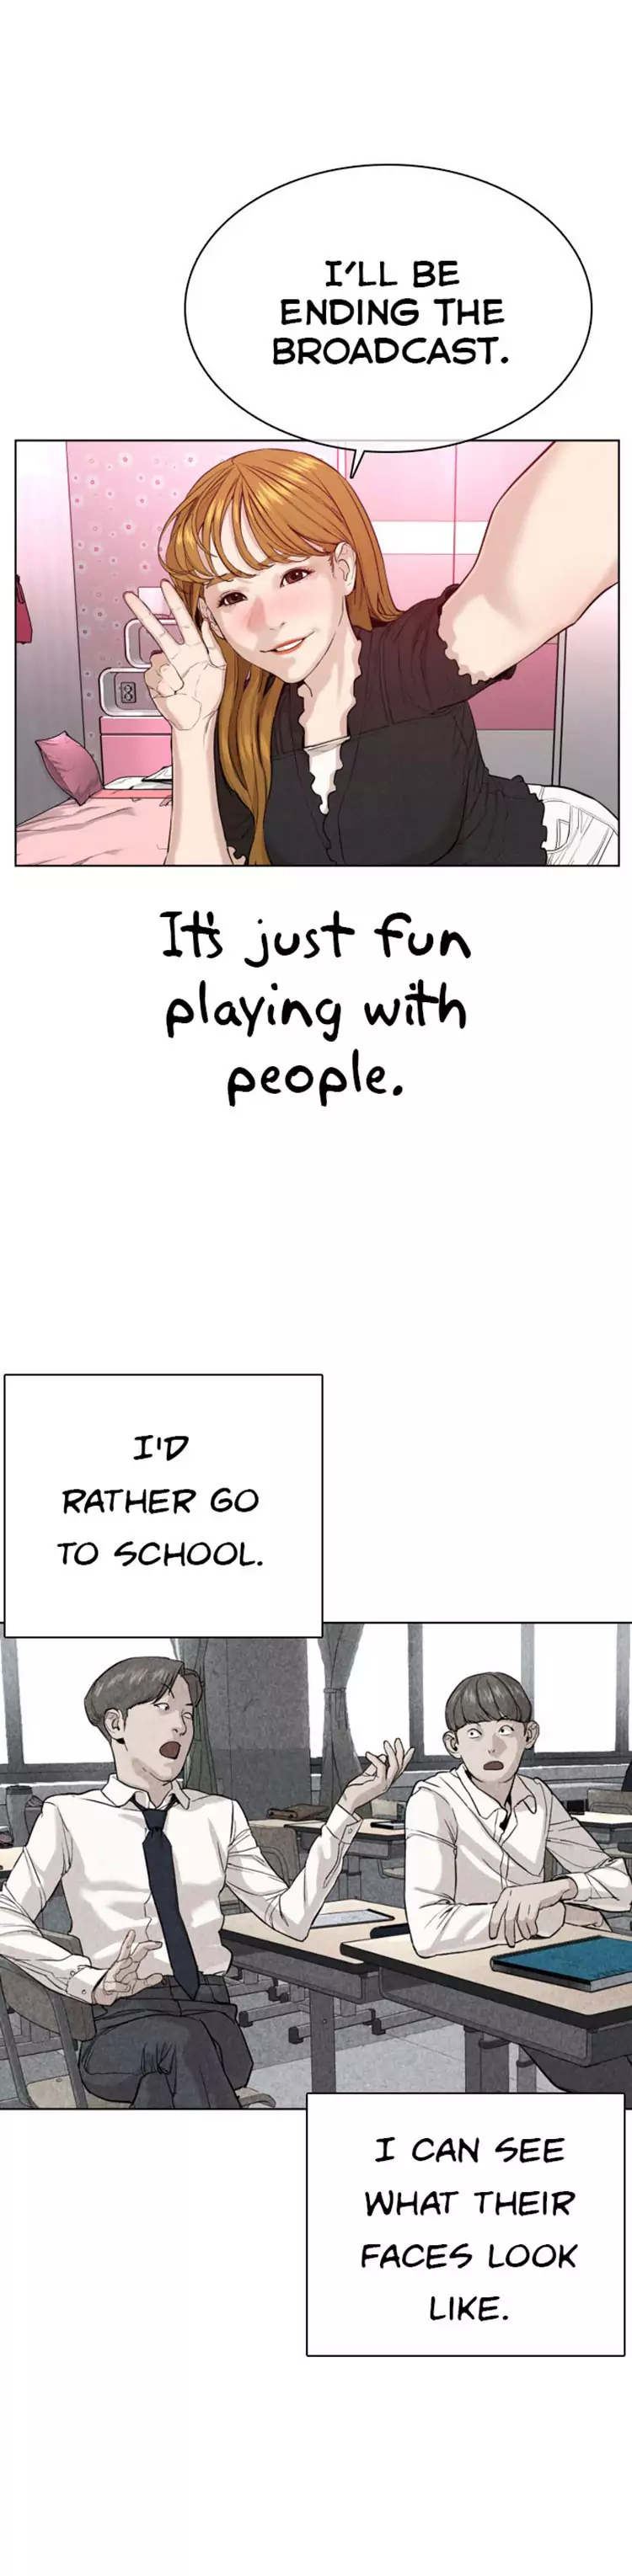 I'LL BE
ENDING THE
BROADCAST.
It's just fun
playing with
people.
I'D
RATHER GO
TO SCHOOL.
I CAN SEE
WHAT THEIR
FACES LOOK
LIKE.